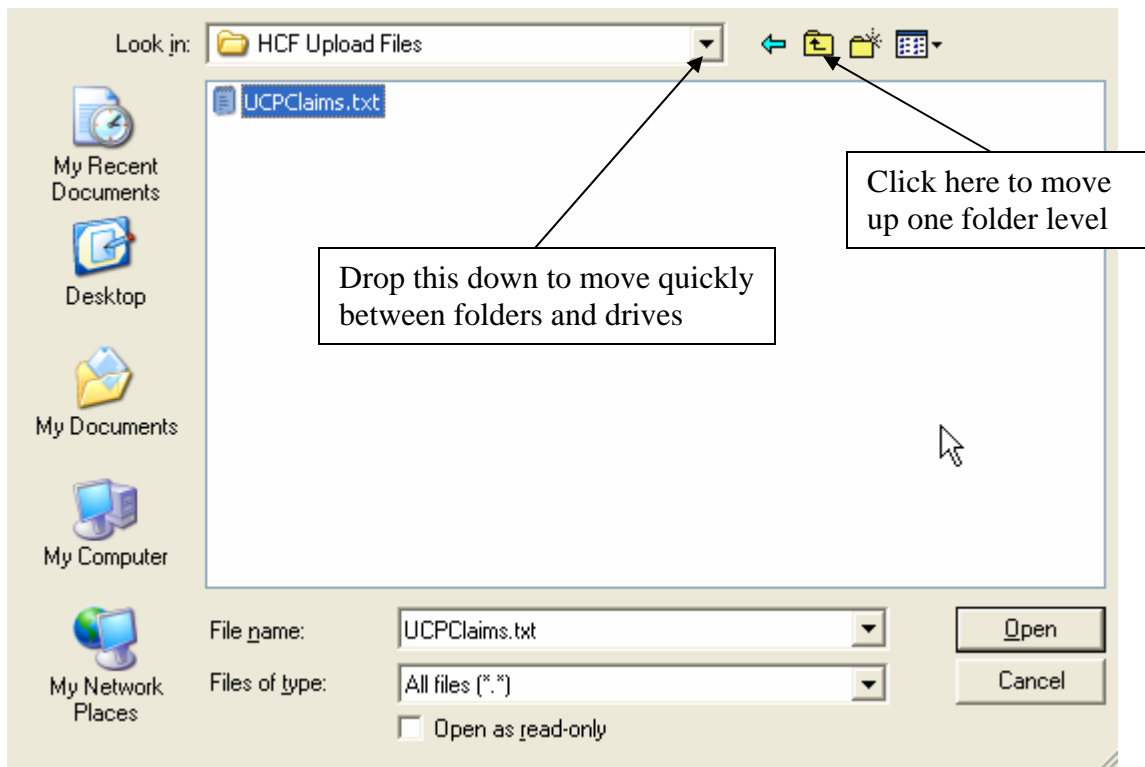 Look in:
HCF Upload Files
UCPClaims.txt
My Recent
Documents
Desktop
My Documents
My Computer
My Network
Places
Click here to move
up one folder level
Drop this down to move quickly
between folders and drives
File name:
UCPClaims.txt
Open
Files of type:
All files (*.*)
Cancel
Open as read-only